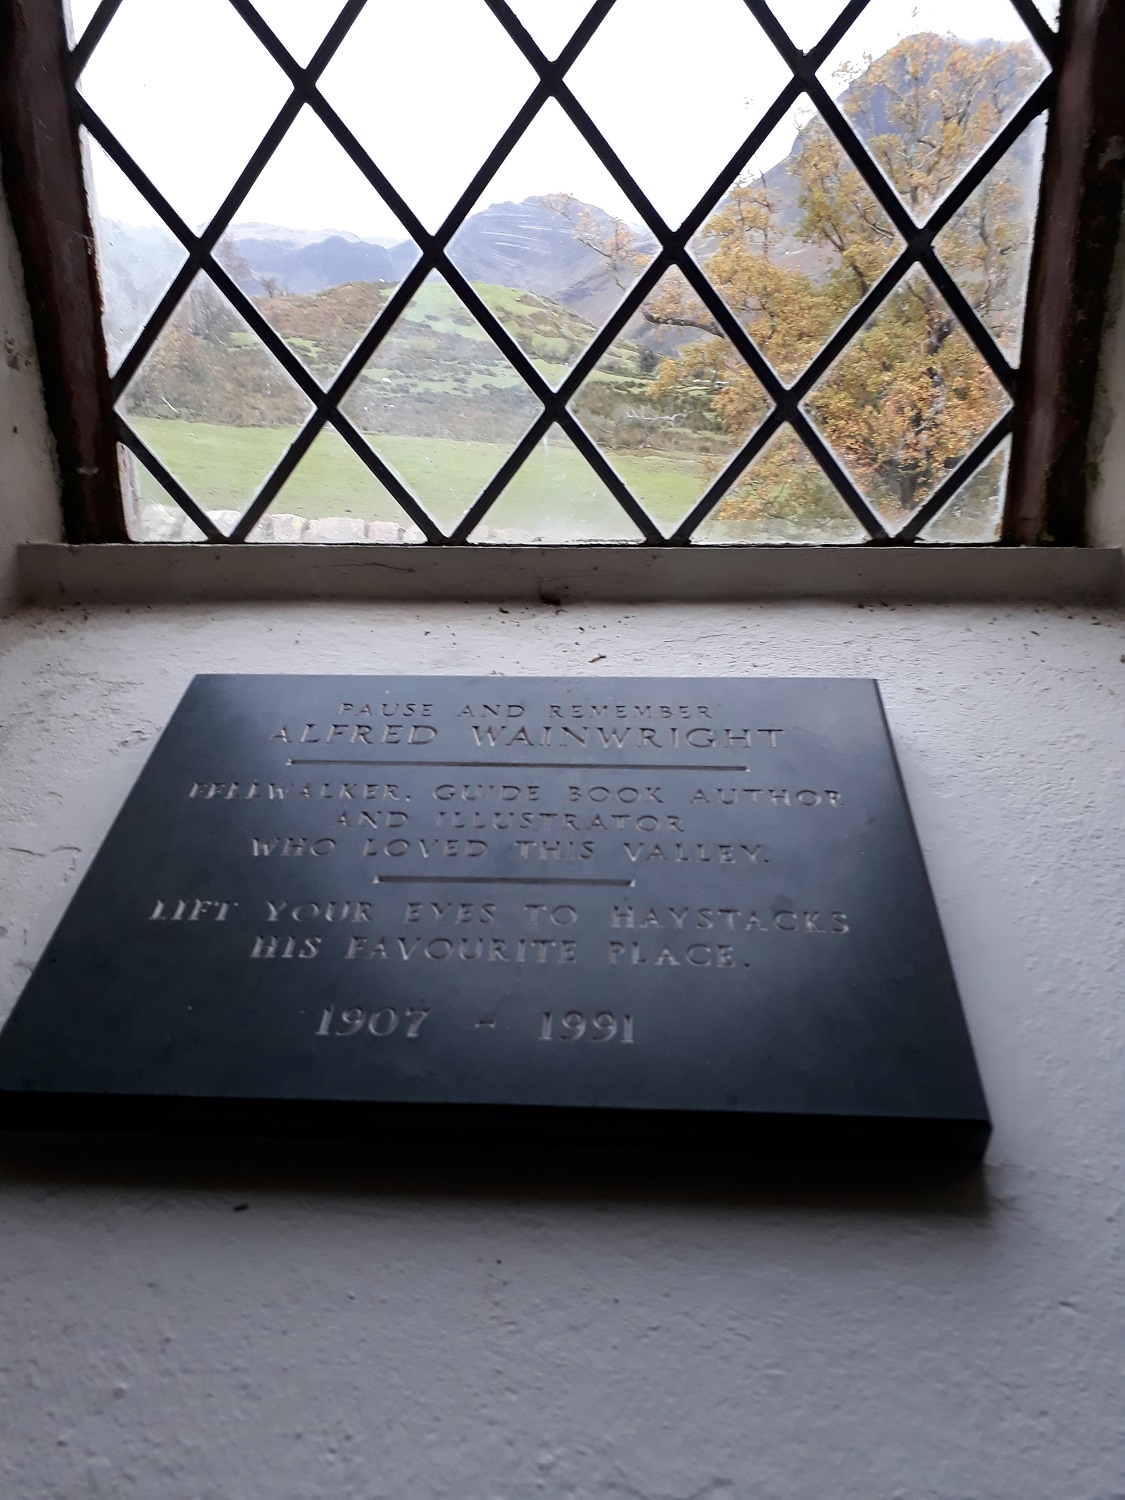 PAUSE AND REMEMBER
ALFRED WAINWRIGHT
FELLWALKER, GUIDE BOOK AUTHOR
AND ILLUSTRATOR
WHO LOVED THIS VALLEY.
LIFT YOUR EYES TO HAYSTACKS
HIS FAVOURITE PLACE.
1907 - 1991